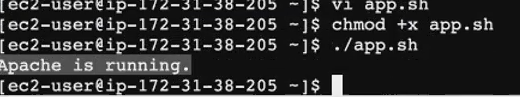 [ec2-user@ip-172-31-38-205 ~]$ vi app.sh
[ec2-user@ip-172-31-38-205 ~]$ chmod +x app.sh
[ec2-user@ip-172-31-38-205 ~]$ ./app.sh
Apache is running.
[ec2-user@ip-172-31-38-205 ~]$